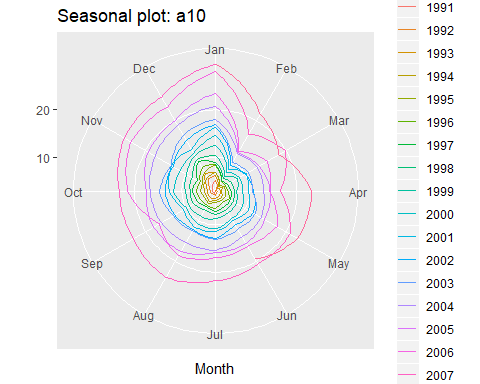 Seasonal plot: a10
Jan
Feb
Mar
Apr
May
Jun
Jul
Aug
Sep
Oct
Nov
Dec
20
10
Month
1991
1992
1993
1994
1995
1996
1997
1998
1999
2000
2001
2002
2003
2004
2005
2006
2007